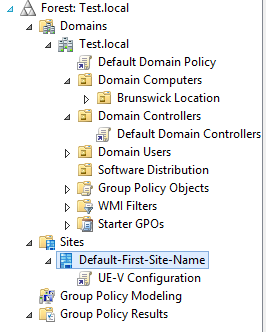 Forest: Test.local
Domains
Test.local
Default Domain Policy
Domain Computers
Brunswick Location
Domain Controllers
Default Domain Controllers
Domain Users
Software Distribution
Group Policy Objects
WMI Filters
Starter GPOs
Sites
Default-First-Site-Name
UE-V Configuration
Group Policy Modeling
Group Policy Results